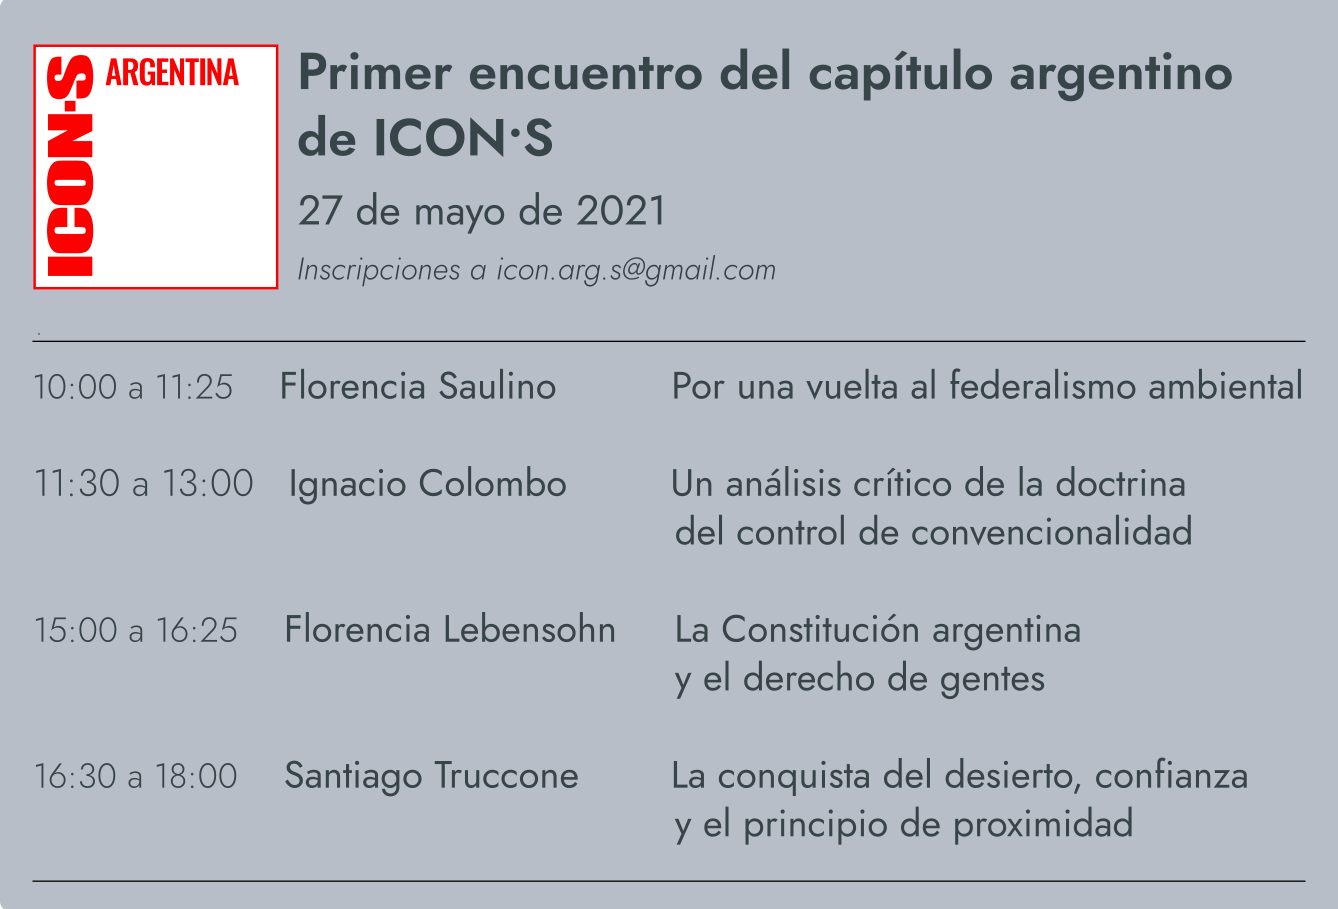 ICON·S
ARGENTINA
Primer encuentro del capítulo argentino
de ICON·S
27 de mayo de 2021
Inscripciones a icon.arg.s@gmail.com
.
10:00 a 11:25 Florencia Saulino Por una vuelta al federalismo ambiental
11:30 a 13:00 Ignacio Colombo Un análisis crítico de la doctrina
del control de convencionalidad
15:00 a 16:25 Florencia Lebensohn La Constitución argentina
y el derecho de gentes
16:30 a 18:00 Santiago Truccone La conquista del desierto, confianza
y el principio de proximidad